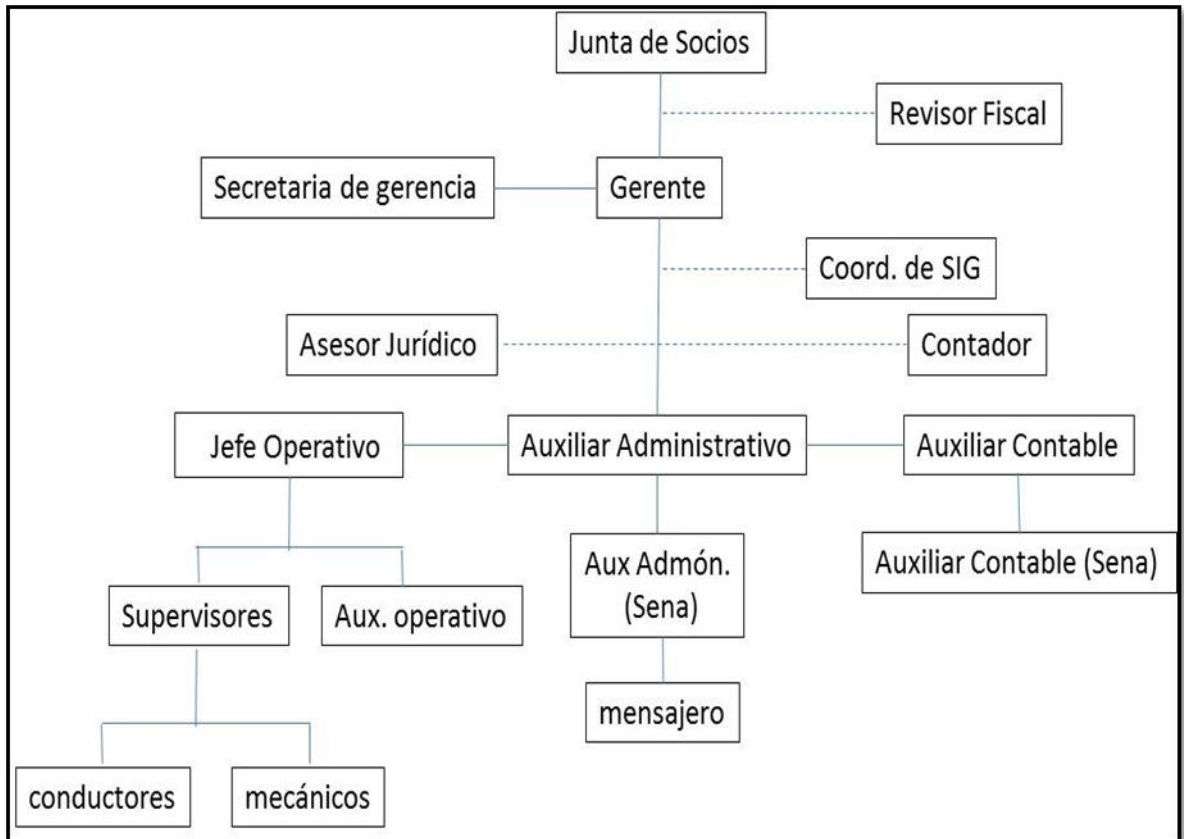 Junta de Socios
Revisor Fiscal
Secretaria de gerencia
Gerente
Coord. de SIG
Asesor Jurídico
Contador
Jefe Operativo
Auxiliar Administrativo
Auxiliar Contable
Aux Admón.
(Sena)
Auxiliar Contable (Sena)
Supervisores
Aux. operativo
mensajero
conductores
mecánicos